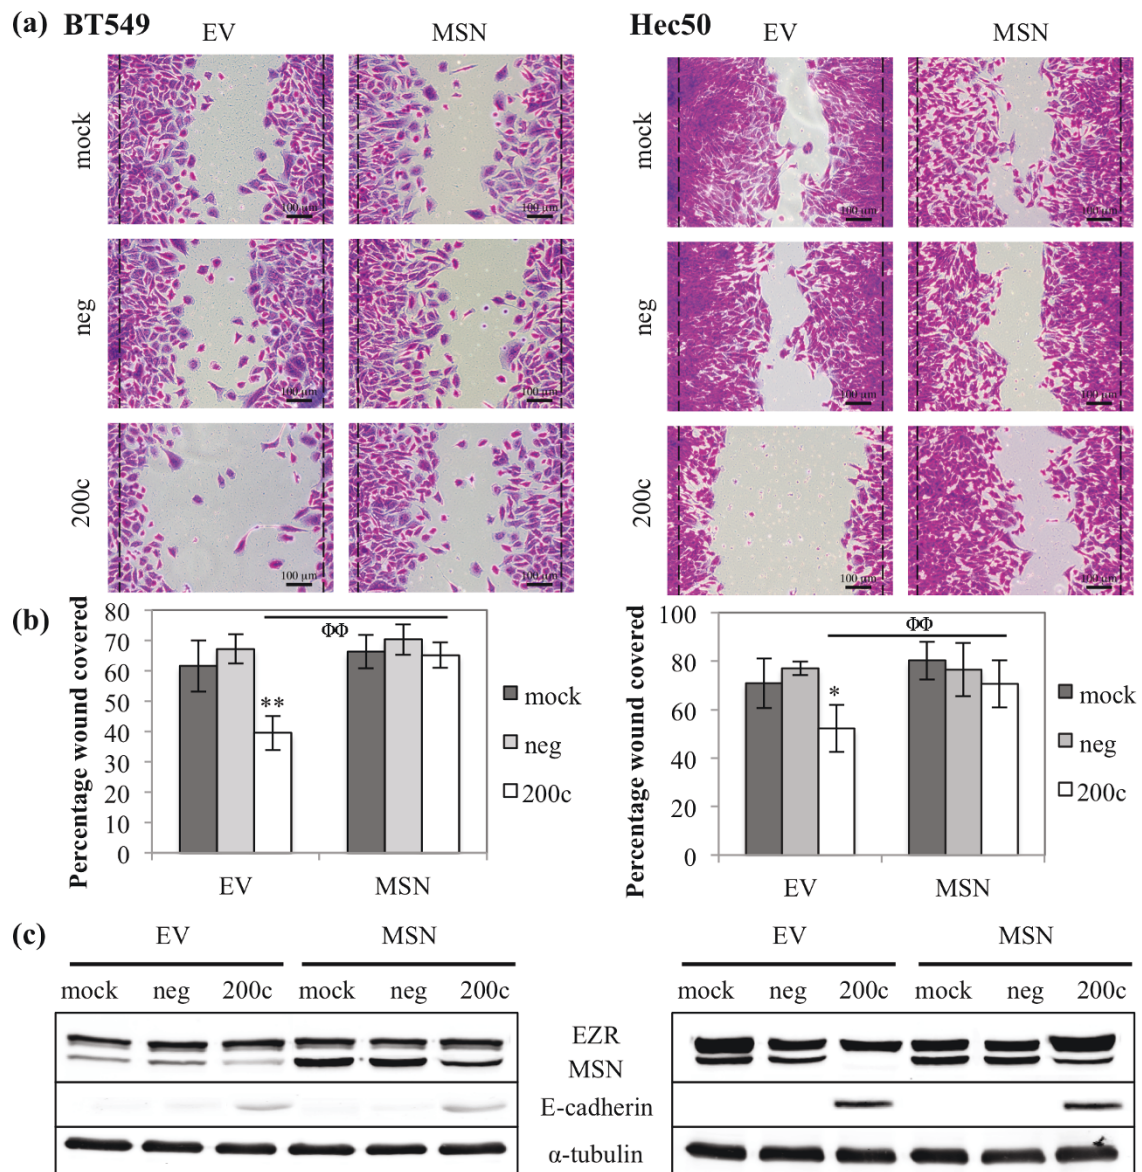 (a) BT549 Hec50
EV MSN EV MSN
mock
100 μm 100 μm 100 μm 100 μm
neg neg
100 μm 100 μm 100 μm 100 μm
mock
200c 200c
100 μm 100 μm 100 μm 100 μm
(b)
Percentage wound covered
80
70
60
50
40
30
20
10
0
**
ΦΦ
EV MSN
mock
neg
200c
Percentage wound covered
100
80
60
40
20
0
*
ΦΦ
EV MSN
mock
neg
200c
(c)
EV MSN EV MSN
mock neg 200c mock neg 200c mock neg 200c mock neg 200c
EZR
MSN
E-cadherin
α-tubulin